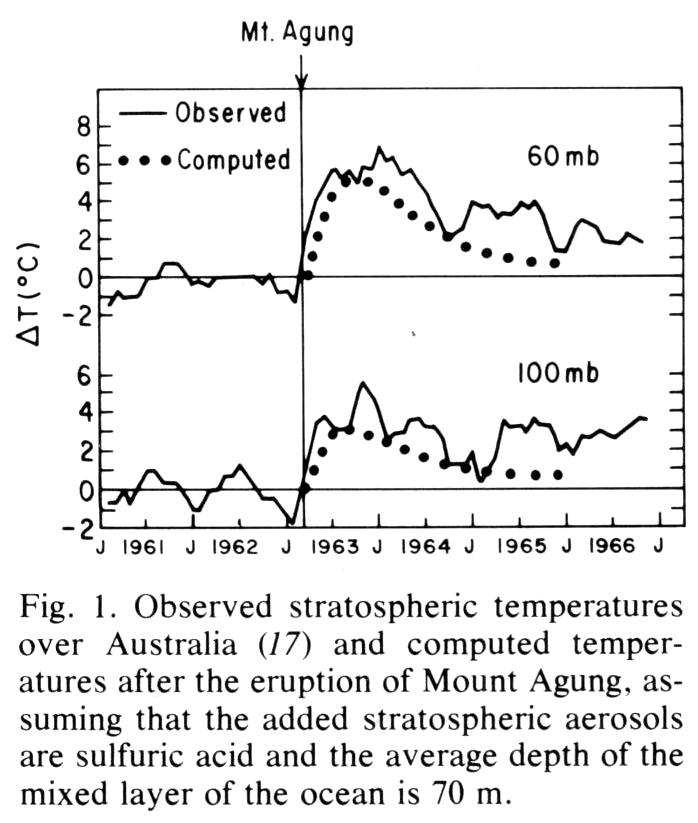 Mt. Agung
Observed
Computed
60 mb
8
6
4
2
0
-2
ΔT (°C)
100 mb
6
4
2
0
-2
J 1961 J 1962 J 1963 J 1964 J 1965 J 1966 J
Fig. 1. Observed stratospheric temperatures
over Australia (17) and computed temper-
atures after the eruption of Mount Agung, as-
suming that the added stratospheric aerosols
are sulfuric acid and the average depth of the
mixed layer of the ocean is 70 m.